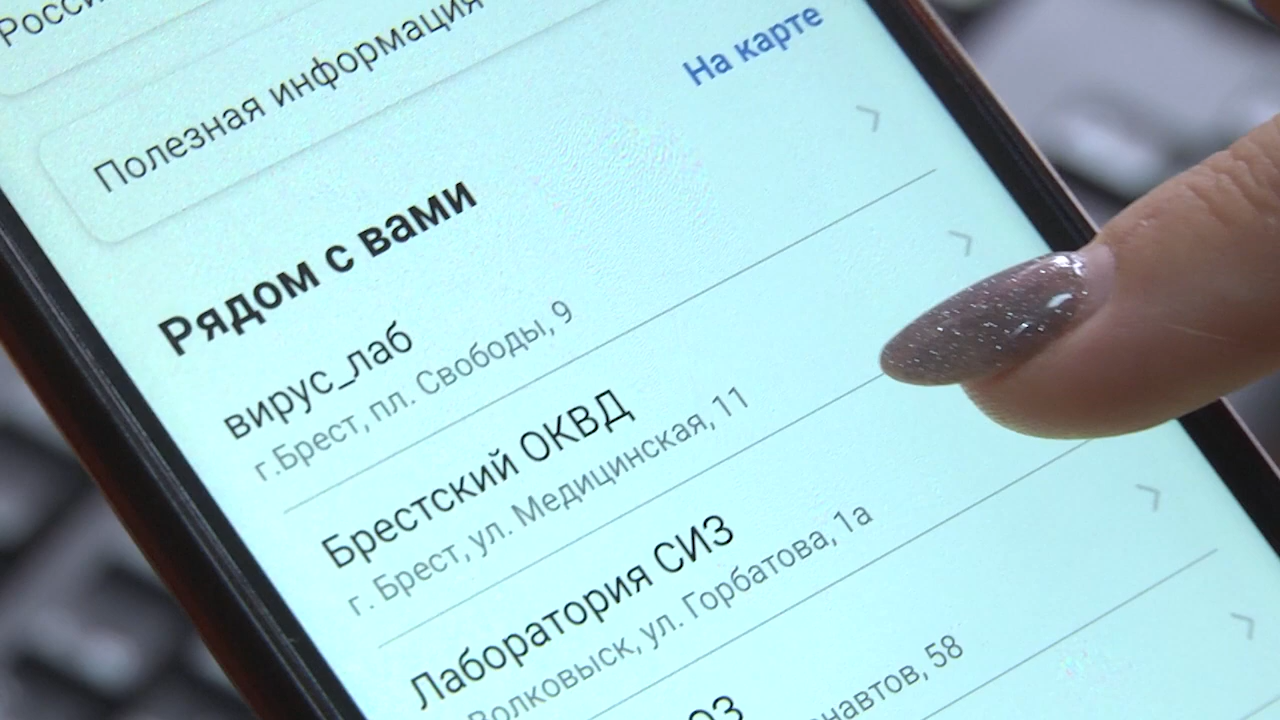 Полезная информация
На карте
Рядом с вами
вирус_лаб
г.Брест, пл. Свободы, 9
Брестский ОКВД
г. Брест, ул. Медицинская, 11
Лаборатория СИЗ
Волковыск, ул. Горбатова, 1а
58